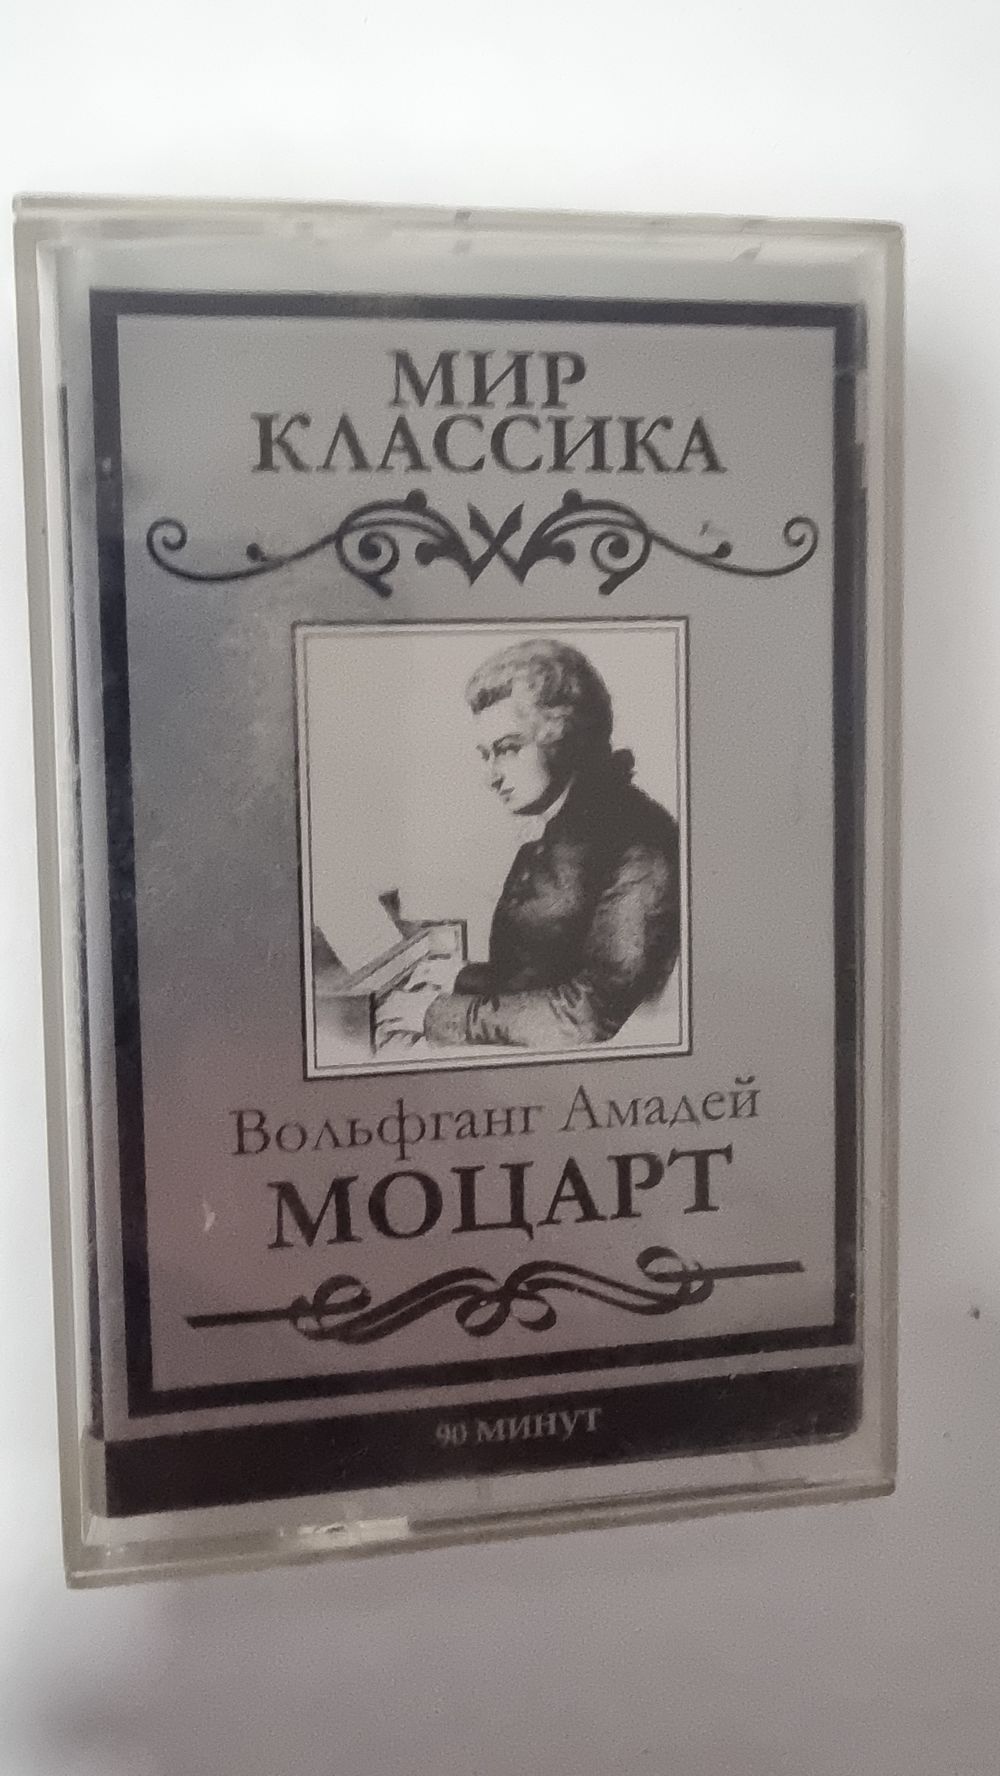 МИР
КЛАССИКА
Вольфганг Амадей
МОЦАРТ
90 МИНУТ